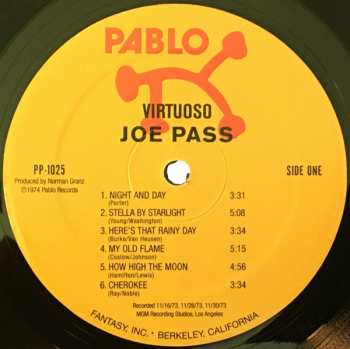 PABLO
VIRTUOSO
JOE PASS
PP-1025
SIDE ONE
Produced by Norman Granz
℗1974 Pablo Records
1. NIGHT AND DAY 3:31
(Porter)
2. STELLA BY STARLIGHT 5:08
(Young/Washington)
3. HERE'S THAT RAINY DAY 3:34
(Burke/Van Heusen)
4. MY OLD FLAME 5:15
(Coslow/Johnson)
5. HOW HIGH THE MOON 4:56
(Hamilton/Lewis)
6. CHEROKEE 3:34
(Ray/Noble)
Recorded 11/16/73, 11/28/73, 11/30/73
MGM Recording Studios, Los Angeles
FANTASY, INC. • BERKELEY, CALIFORNIA